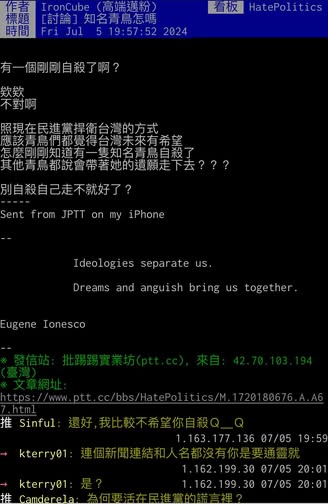 作者 IronCube (高端邁粉) 看板 HatePolitics
標題 [討論] 知名青鳥怎嗎
時間 Fri Jul  5 19:57:52 2024
有一個剛剛自殺了啊？
欸欸
不對啊
照現在民進黨捍衛台灣的方式
應該青鳥們都覺得台灣未來有希望
怎麼剛剛知道有一隻知名青鳥自殺了
其他青鳥都說會帶著她的遺願走下去？？？
別自殺自己走不就好了？
-----
Sent from JPTT on my iPhone
--
Ideologies separate us.
Dreams and anguish bring us together.
Eugene Ionesco
--
※ 發信站: 批踢踢實業坊(ptt.cc), 來自: 42.70.103.194
(臺灣)
※ 文章網址:
https://www.ptt.cc/bbs/HatePolitics/M.1720180676.A.A6
7.html
推 Sinful: 還好,我比較不希望你自殺Ｑ＿＿Ｑ
1.163.177.136 07/05 19:59
→ kterry01: 連個新聞連結和人名都沒有你是要通靈就
1.162.199.30 07/05 20:01
→ kterry01: 是？
1.162.199.30 07/05 20:01
推 Camderela: 為何要活在民進黨的謊言裡？